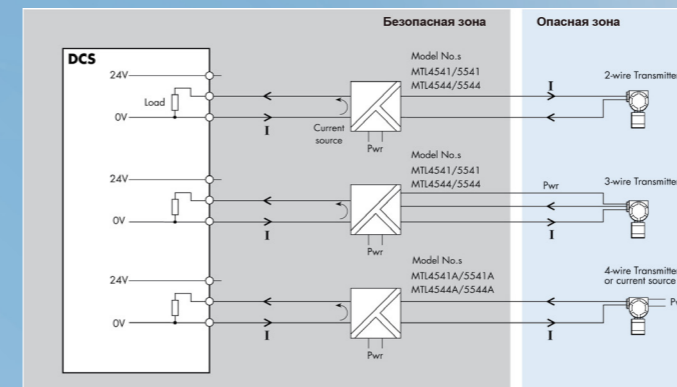 Безопасная зона
Опасная зона
DCS
Model No.s
MTL4541/5541
MTL4544/5544
24V
Load
0V
I
Current
source
Pwr
I
2-wire Transmitter
Model No.s
MTL4541/5541
MTL4544/5544
24V
0V
I
Pwr
Pwr
I
3-wire Transmitter
Model No.s
MTL4541A/5541A
MTL4544A/5544A
24V
0V
I
Pwr
I
4-wire Transmitter
or current source